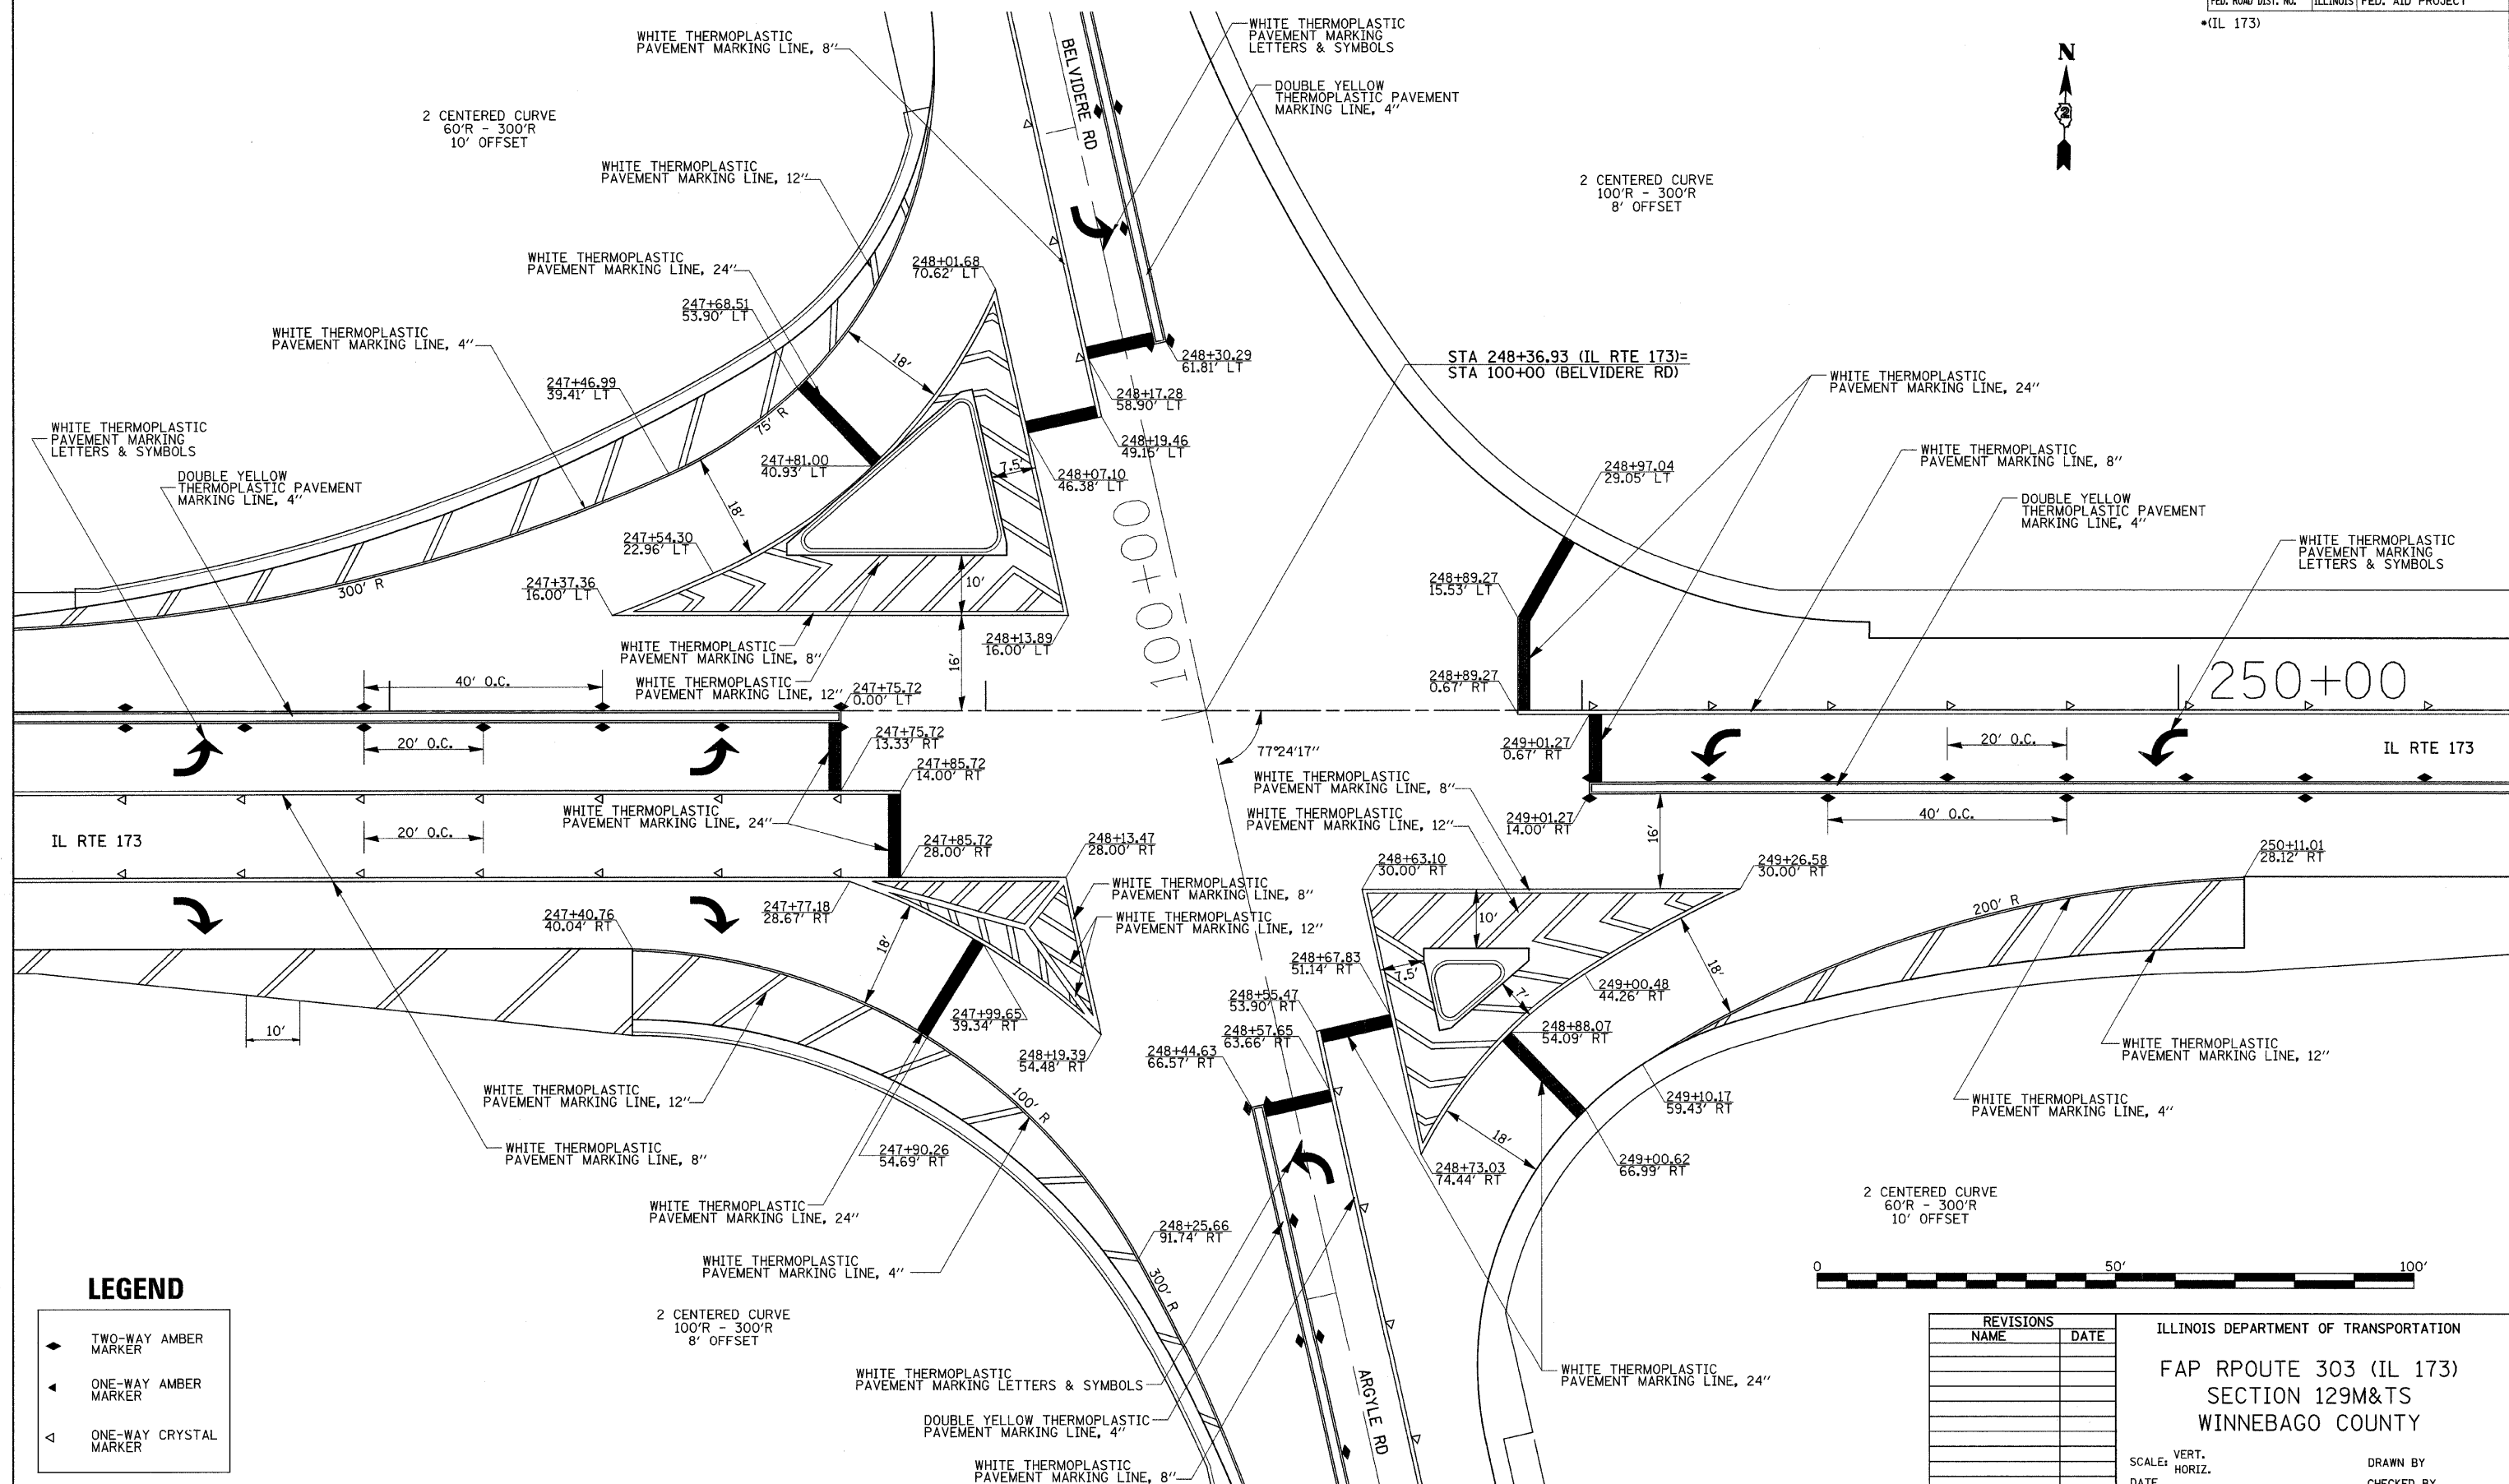 FED. ROAD DIST. NO. ILLINOIS FED. AID PROJECT
*(IL 173)
N
2
WHITE THERMOPLASTIC
PAVEMENT MARKING LINE, 8"
BELVIDERE RD
WHITE THERMOPLASTIC
PAVEMENT MARKING
LETTERS & SYMBOLS
DOUBLE YELLOW
THERMOPLASTIC PAVEMENT
MARKING LINE, 4"
2 CENTERED CURVE
60'R - 300'R
10' OFFSET
WHITE THERMOPLASTIC
PAVEMENT MARKING LINE, 12"
2 CENTERED CURVE
100'R - 300'R
8' OFFSET
WHITE THERMOPLASTIC
PAVEMENT MARKING LINE, 24"
248+01.68
70.62' LT
247+68.51
53.90' LT
WHITE THERMOPLASTIC
PAVEMENT MARKING LINE, 4"
18'
248+30.29
61.81' LT
STA 248+36.93 (IL RTE 173)=
STA 100+00 (BELVIDERE RD)
WHITE THERMOPLASTIC
PAVEMENT MARKING LINE, 24"
247+46.99
39.41' LT
248+17.28
58.90' LT
75' R
WHITE THERMOPLASTIC
PAVEMENT MARKING
LETTERS & SYMBOLS
248+19.46
49.15' LT
WHITE THERMOPLASTIC
PAVEMENT MARKING LINE, 8"
247+81.00
40.93' LT
7.5'
248+07.10
46.38' LT
248+97.04
29.05' LT
DOUBLE YELLOW
THERMOPLASTIC PAVEMENT
MARKING LINE, 4"
18'
DOUBLE YELLOW
THERMOPLASTIC PAVEMENT
MARKING LINE, 4"
247+54.30
22.96' LT
100+00
WHITE THERMOPLASTIC
PAVEMENT MARKING
LETTERS & SYMBOLS
247+37.36
16.00' LT
300' R
10'
248+89.27
15.53' LT
WHITE THERMOPLASTIC
PAVEMENT MARKING LINE, 8"
248+13.89
16.00' LT
16'
40' O.C.
WHITE THERMOPLASTIC
PAVEMENT MARKING LINE, 12"
247+75.72
0.00' LT
248+89.27
0.67' RT
250+00
20' O.C.
247+75.72
13.33' RT
77°24'17"
249+01.27
0.67' RT
20' O.C.
IL RTE 173
247+85.72
14.00' RT
WHITE THERMOPLASTIC
PAVEMENT MARKING LINE, 8"
WHITE THERMOPLASTIC
PAVEMENT MARKING LINE, 24"
WHITE THERMOPLASTIC
PAVEMENT MARKING LINE, 12"
249+01.27
14.00' RT
40' O.C.
16'
IL RTE 173
20' O.C.
247+85.72
28.00' RT
248+13.47
28.00' RT
248+63.10
30.00' RT
249+26.58
30.00' RT
250+11.01
28.12' RT
WHITE THERMOPLASTIC
PAVEMENT MARKING LINE, 8"
247+40.76
40.04' RT
247+77.18
28.67' RT
WHITE THERMOPLASTIC
PAVEMENT MARKING LINE, 12"
10'
200' R
18'
248+67.83
51.14' RT
7.5'
18'
10'
247+99.65
39.34' RT
248+55.47
53.90' RT
7'
249+00.48
44.26' RT
248+19.39
54.48' RT
248+57.65
63.66' RT
248+88.07
54.09' RT
WHITE THERMOPLASTIC
PAVEMENT MARKING LINE, 12"
248+44.63
66.57' RT
WHITE THERMOPLASTIC
PAVEMENT MARKING LINE, 12"
100' R
249+10.17
59.43' RT
WHITE THERMOPLASTIC
PAVEMENT MARKING LINE, 4"
WHITE THERMOPLASTIC
PAVEMENT MARKING LINE, 8"
247+90.26
54.69' RT
18'
248+73.03
74.44' RT
249+00.62
66.99' RT
WHITE THERMOPLASTIC
PAVEMENT MARKING LINE, 24"
2 CENTERED CURVE
60'R - 300'R
10' OFFSET
248+25.66
91.74' RT
WHITE THERMOPLASTIC
PAVEMENT MARKING LINE, 4"
300' R
0 50' 100'
LEGEND
TWO-WAY AMBER
MARKER
ONE-WAY AMBER
MARKER
ONE-WAY CRYSTAL
MARKER
2 CENTERED CURVE
100'R - 300'R
8' OFFSET
WHITE THERMOPLASTIC
PAVEMENT MARKING LETTERS & SYMBOLS
WHITE THERMOPLASTIC
PAVEMENT MARKING LINE, 24"
ARGYLE RD
DOUBLE YELLOW THERMOPLASTIC
PAVEMENT MARKING LINE, 4"
WHITE THERMOPLASTIC
PAVEMENT MARKING LINE, 8"
REVISIONS
NAME DATE
ILLINOIS DEPARTMENT OF TRANSPORTATION
FAP RPOUTE 303 (IL 173)
SECTION 129M&TS
WINNEBAGO COUNTY
SCALE: VERT.
HORIZ.
DRAWN BY
DATE
CHECKED BY